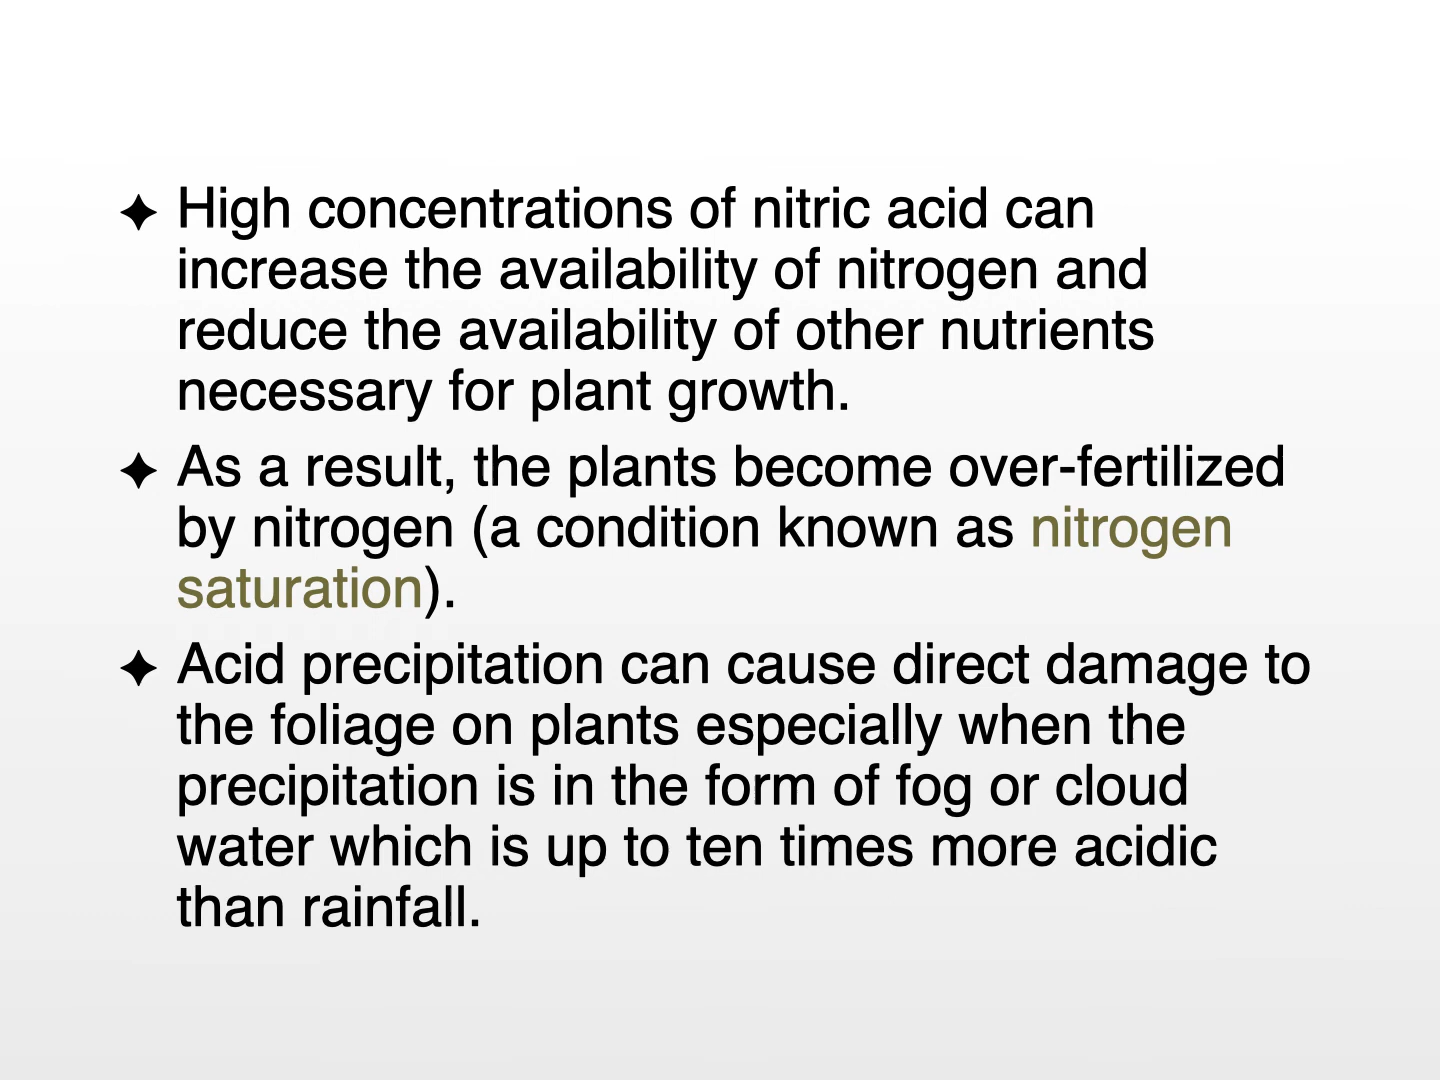 ✦ High concentrations of nitric acid can
increase the availability of nitrogen and
reduce the availability of other nutrients
necessary for plant growth.
✦ As a result, the plants become over-fertilized
by nitrogen (a condition known as nitrogen
saturation).
✦ Acid precipitation can cause direct damage to
the foliage on plants especially when the
precipitation is in the form of fog or cloud
water which is up to ten times more acidic
than rainfall.